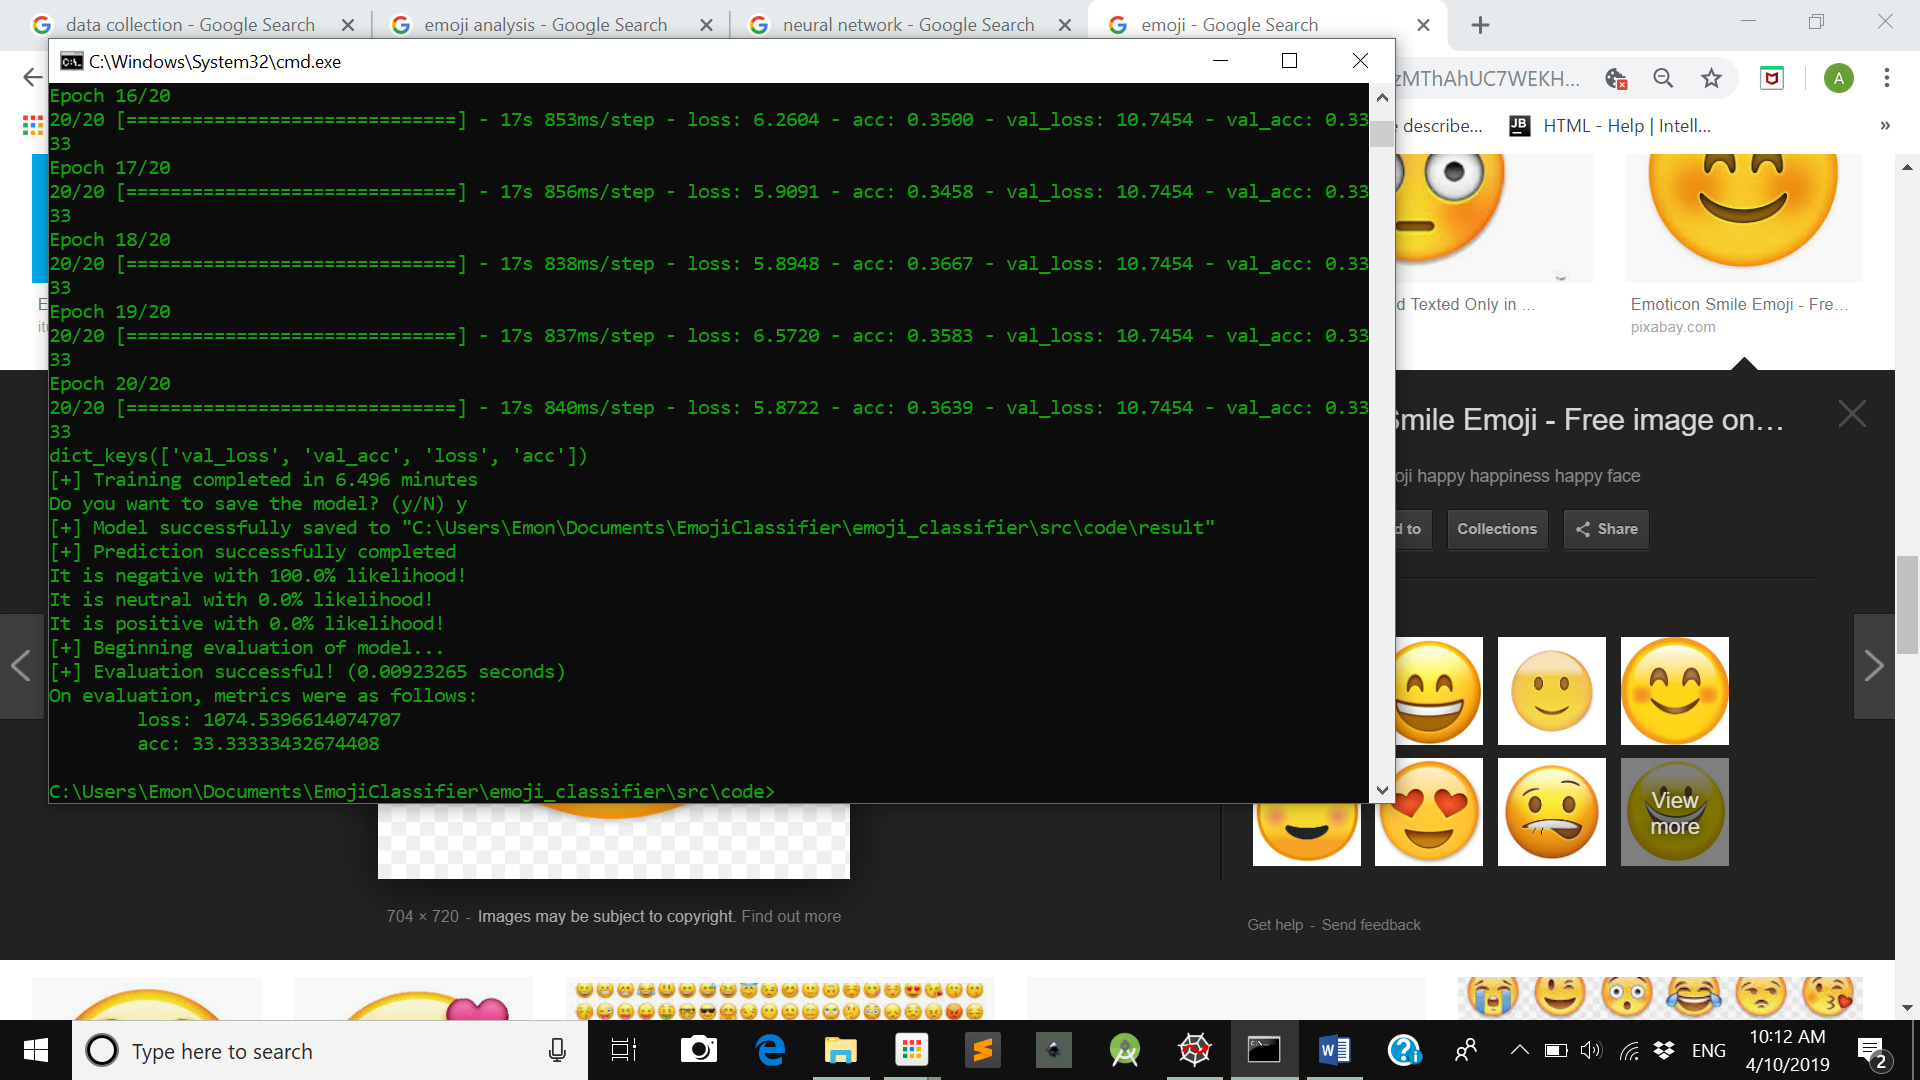 data collection - Google Search
emoji analysis - Google Search
neural network - Google Search
emoji - Google Search
C:\Windows\System32\cmd.exe
zMThAhUC7WEKH...
A
describe...
HTML - Help | Intell...
»
Epoch 16/20
20/20 [==============================] - 17s 853ms/step - loss: 6.2604 - acc: 0.3500 - val_loss: 10.7454 - val_acc: 0.33
33
Epoch 17/20
20/20 [==============================] - 17s 856ms/step - loss: 5.9091 - acc: 0.3458 - val_loss: 10.7454 - val_acc: 0.33
33
Epoch 18/20
20/20 [==============================] - 17s 838ms/step - loss: 5.8948 - acc: 0.3667 - val_loss: 10.7454 - val_acc: 0.33
33
Epoch 19/20
20/20 [==============================] - 17s 837ms/step - loss: 6.5720 - acc: 0.3583 - val_loss: 10.7454 - val_acc: 0.33
33
Epoch 20/20
20/20 [==============================] - 17s 840ms/step - loss: 5.8722 - acc: 0.3639 - val_loss: 10.7454 - val_acc: 0.33
33
dict_keys(['val_loss', 'val_acc', 'loss', 'acc'])
[+] Training completed in 6.496 minutes
Do you want to save the model? (y/N) y
[+] Model successfully saved to "C:\Users\Emon\Documents\EmojiClassifier\emoji_classifier\src\code\result"
[+] Prediction successfully completed
It is negative with 100.0% likelihood!
It is neutral with 0.0% likelihood!
It is positive with 0.0% likelihood!
[+] Beginning evaluation of model...
[+] Evaluation successful! (0.00923265 seconds)
On evaluation, metrics were as follows:
loss: 1074.5396614074707
acc: 33.33333432674408
C:\Users\Emon\Documents\EmojiClassifier\emoji_classifier\src\code>
d Texted Only in ...
Emoticon Smile Emoji - Fre...
pixabay.com
Smile Emoji - Free image on...
oji happy happiness happy face
d to
Collections
Share
View
more
704 × 720 - Images may be subject to copyright. Find out more
Get help - Send feedback
Type here to search
ENG
10:12 AM
4/10/2019
2